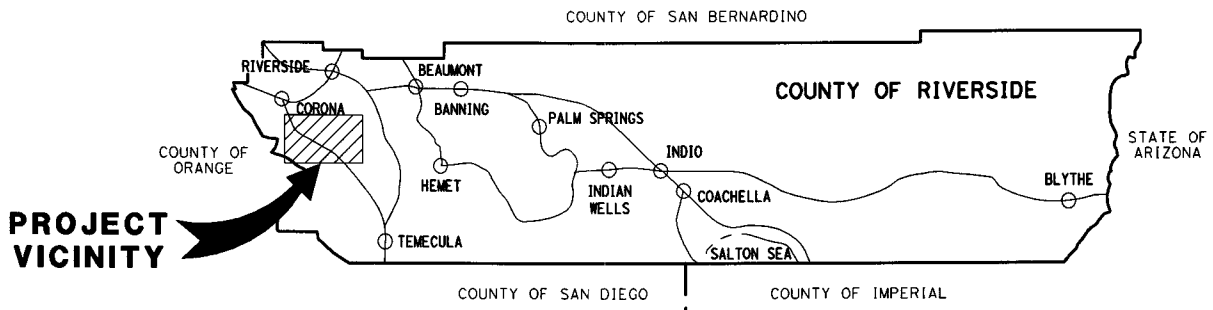 COUNTY OF SAN BERNARDINO
RIVERSIDE
BEAUMONT
COUNTY OF RIVERSIDE
CORONA
BANNING
PALM SPRINGS
STATE OF
ARIZONA
COUNTY OF
ORANGE
INDIO
HEMET
INDIAN
WELLS
COACHELLA
BLYTHE
PROJECT
VICINITY
TEMECULA
SALTON SEA
COUNTY OF SAN DIEGO
COUNTY OF IMPERIAL